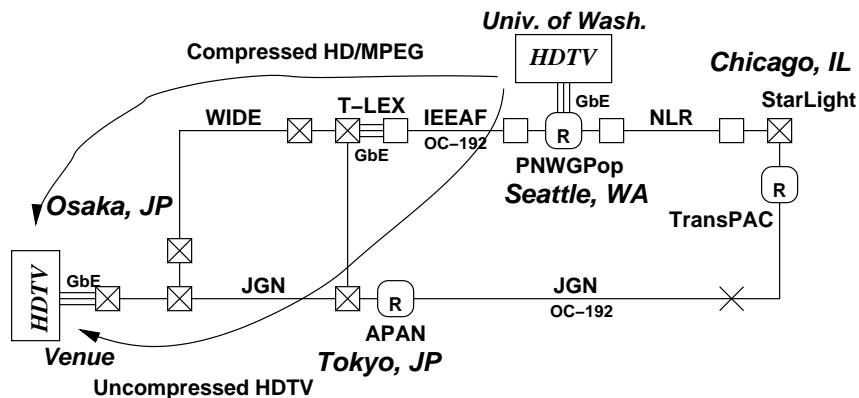 Univ. of Wash.
Compressed HD/MPEG
HDTV
Chicago, IL
GbE
StarLight
WIDE
T-LEX
IEEAF
NLR
R
GbE
OC-192
PNWGPop
Seattle, WA
R
TransPAC
Osaka, JP
HDTV
GbE
JGN
R
JGN
OC-192
APAN
Venue
Tokyo, JP
Uncompressed HDTV